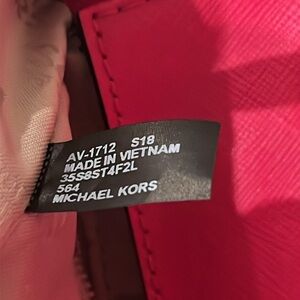 AV-1712 S18
MADE IN VIETNAM
35S8ST4F2L
564
MICHAEL KORS